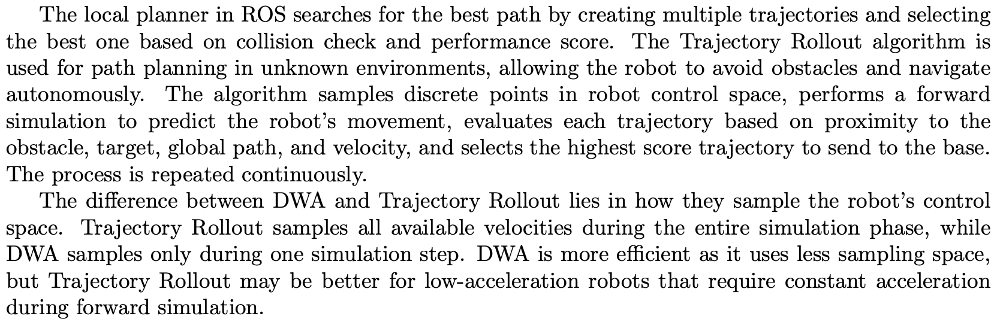 The local planner in ROS searches for the best path by creating multiple trajectories and selecting
the best one based on collision check and performance score. The Trajectory Rollout algorithm is
used for path planning in unknown environments, allowing the robot to avoid obstacles and navigate
autonomously. The algorithm samples discrete points in robot control space, performs a forward
simulation to predict the robot's movement, evaluates each trajectory based on proximity to the
obstacle, target, global path, and velocity, and selects the highest score trajectory to send to the base.
The process is repeated continuously.
The difference between DWA and Trajectory Rollout lies in how they sample the robot's control
space. Trajectory Rollout samples all available velocities during the entire simulation phase, while
DWA samples only during one simulation step. DWA is more efficient as it uses less sampling space,
but Trajectory Rollout may be better for low-acceleration robots that require constant acceleration
during forward simulation.